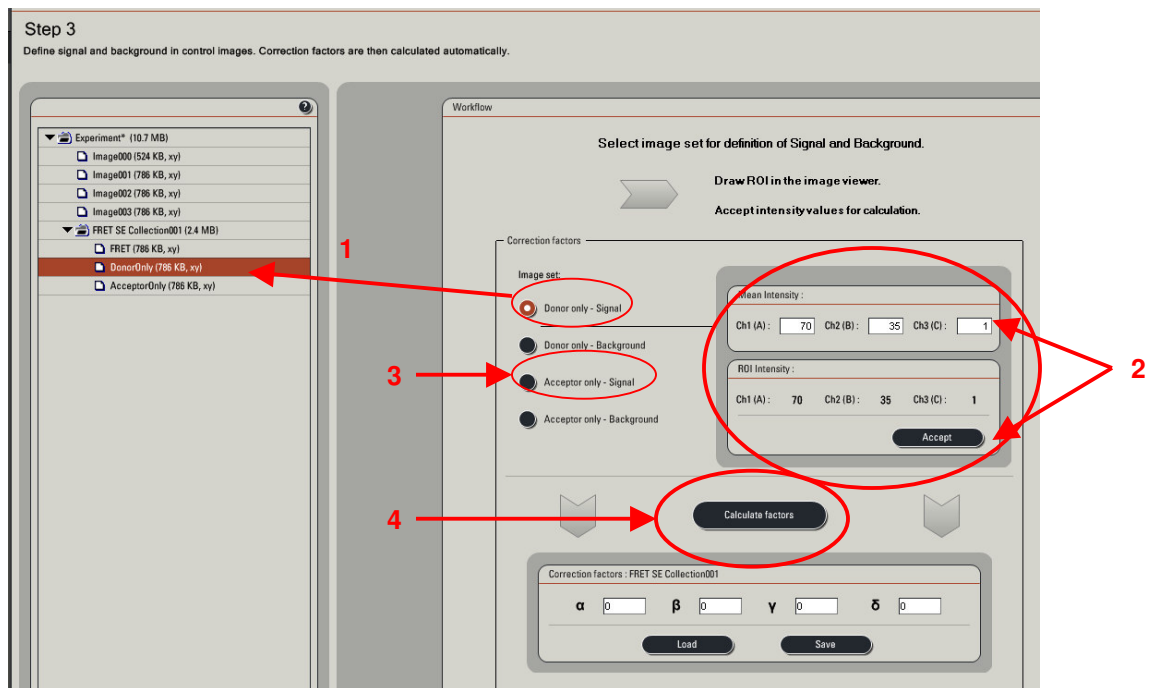 Step 3
Define signal and background in control images. Correction factors are then calculated automatically.
?
Experiment* (10.7 MB)
Image000 (524 KB, xy)
Image001 (786 KB, xy)
Image002 (786 KB, xy)
Image003 (786 KB, xy)
FRET SE Collection001 (2.4 MB)
FRET (786 KB, xy)
DonorOnly (786 KB, xy)
AcceptorOnly (786 KB, xy)
Workflow
Select image set for definition of Signal and Background.
Draw ROI in the image viewer.
Accept intensity values for calculation.
Correction factors
1
Image set:
Donor only - Signal
Donor only - Background
3
Acceptor only - Signal
Acceptor only - Background
Mean Intensity :
Ch1 (A) : 70 Ch2 (B) : 35 Ch3 (C) : 1
2
ROI Intensity :
Ch1 (A) : 70 Ch2 (B) : 35 Ch3 (C) : 1
Accept
4
Calculate factors
Correction factors : FRET SE Collection001
α 0 β 0 γ 0 δ 0
Load Save